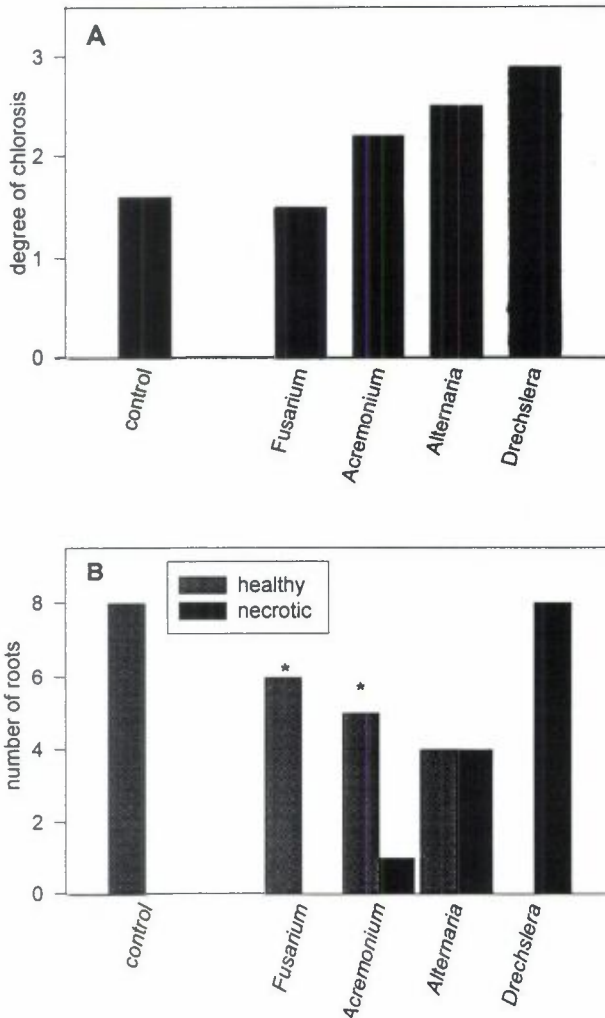 A
degree of chlorosis
3
2
1
0
control
Fusarium
Acremonium
Alternaria
Drechslera
B
healthy
necrotic
number of roots
8
6
4
2
0
*
*
control
Fusarium
Acremonium
Alternaria
Drechslera